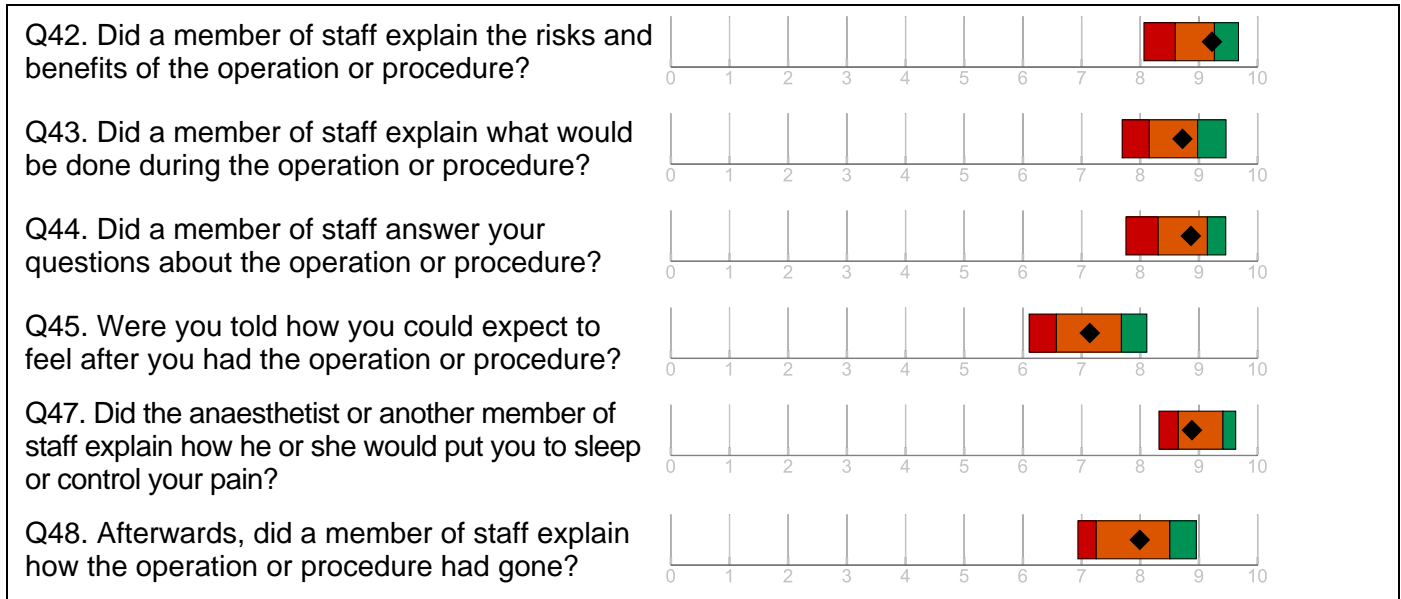 Q42. Did a member of staff explain the risks and
benefits of the operation or procedure?
0 1 2 3 4 5 6 7 8 9 10
Q43. Did a member of staff explain what would
be done during the operation or procedure?
0 1 2 3 4 5 6 7 8 9 10
Q44. Did a member of staff answer your
questions about the operation or procedure?
0 1 2 3 4 5 6 7 8 9 10
Q45. Were you told how you could expect to
feel after you had the operation or procedure?
0 1 2 3 4 5 6 7 8 9 10
Q47. Did the anaesthetist or another member of
staff explain how he or she would put you to sleep
or control your pain?
0 1 2 3 4 5 6 7 8 9 10
Q48. Afterwards, did a member of staff explain
how the operation or procedure had gone?
0 1 2 3 4 5 6 7 8 9 10